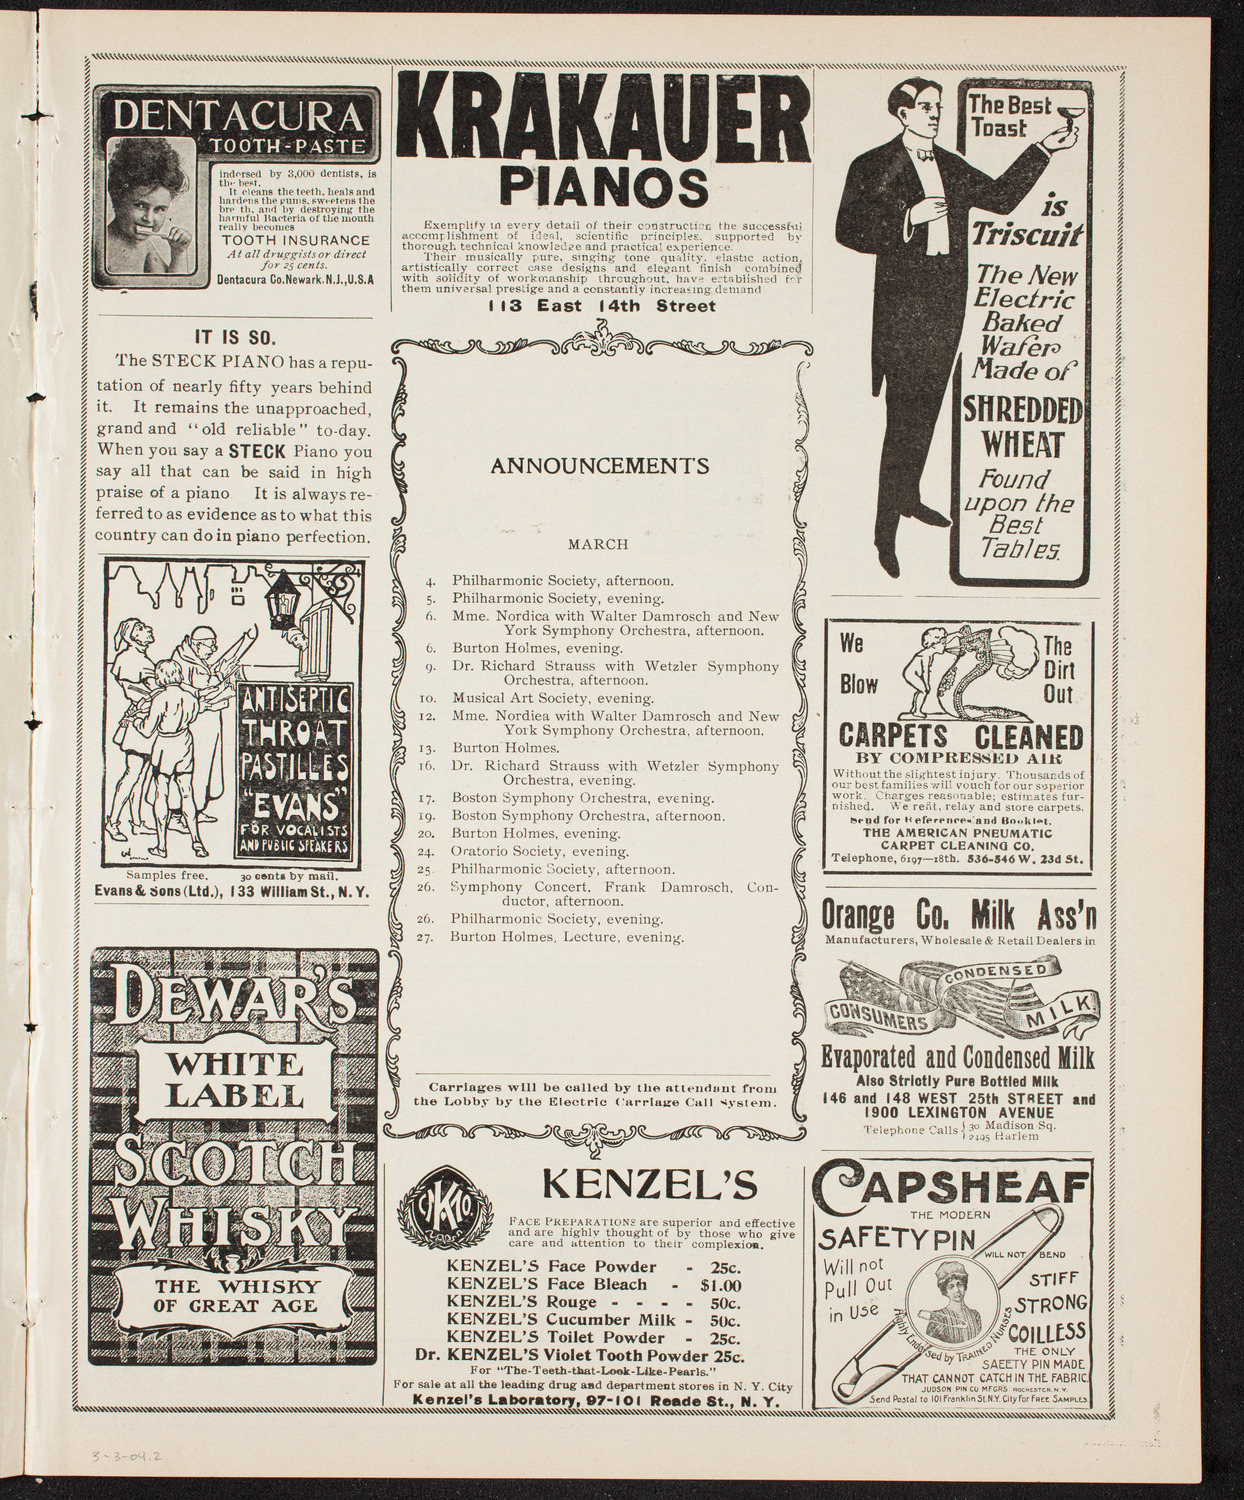 DENTACURA
TOOTH-PASTE
indorsed by 3,000 dentists, is
the best.
It cleans the teeth, heals and
hardens the gums, sweetens the
bre th, and by destroying the
harmful Bacteria of the mouth
really becomes
TOOTH INSURANCE
At all druggists or direct
for 25 cents.
Dentacura Co. Newark. N.J., U.S.A
IT IS SO.
The STECK PIANO has a repu-
tation of nearly fifty years behind
it. It remains the unapproached,
grand and "old reliable" to-day.
When you say a STECK Piano you
say all that can be said in high
praise of a piano It is always re-
ferred to as evidence as to what this
country can do in piano perfection.
ANTISEPTIC
THROAT
PASTILLES
"EVANS"
FOR VOCALISTS
AND PUBLIC SPEAKERS
Samples free. 30 cents by mail.
Evans & Sons (Ltd.), 133 William St., N. Y.
DEWAR'S
WHITE
LABEL
SCOTCH
WHISKY
THE WHISKY
OF GREAT AGE
KRAKAUER
PIANOS
Exemplify in every detail of their construction the successful
accomplishment of ideal, scientific principles, supported by
thorough technical knowledge and practical experience.
Their musically pure, singing tone quality, elastic action,
artistically correct case designs and elegant finish combined
with solidity of workmanship throughout, have established for
them universal prestige and a constantly increasing demand
113 East 14th Street
ANNOUNCEMENTS
MARCH
4. Philharmonic Society, afternoon.
5. Philharmonic Society, evening.
6. Mme. Nordica with Walter Damrosch and New
York Symphony Orchestra, afternoon.
6. Burton Holmes, evening.
9. Dr. Richard Strauss with Wetzler Symphony
Orchestra, afternoon.
10. Musical Art Society, evening.
12. Mme. Nordica with Walter Damrosch and New
York Symphony Orchestra, afternoon.
13. Burton Holmes.
16. Dr. Richard Strauss with Wetzler Symphony
Orchestra, evening.
17. Boston Symphony Orchestra, evening.
19. Boston Symphony Orchestra, afternoon.
20. Burton Holmes, evening.
24. Oratorio Society, evening.
25. Philharmonic Society, afternoon.
26. Symphony Concert, Frank Damrosch, Con-
ductor, afternoon.
26. Philharmonic Society, evening.
27. Burton Holmes, Lecture, evening.
Carriages will be called by the attendant from
the Lobby by the Electric Carriage Call System.
KENZEL'S
FACE PREPARATIONS are superior and effective
and are highly thought of by those who give
care and attention to their complexion.
KENZEL'S Face Powder - 25c.
KENZEL'S Face Bleach - $1.00
KENZEL'S Rouge - - - - 50c.
KENZEL'S Cucumber Milk - 50c.
KENZEL'S Toilet Powder - 25c.
Dr. KENZEL'S Violet Tooth Powder 25c.
For "The-Teeth-that-Look-Like-Pearls."
For sale at all the leading drug and department stores in N. Y. City
Kenzel's Laboratory, 97-101 Reade St., N. Y.
The Best
Toast
is
Triscuit
The New
Electric
Baked
Wafer
Made of
SHREDDED
WHEAT
Found
upon the
Best
Tables.
We
Blow
The
Dirt
Out
CARPETS CLEANED
BY COMPRESSED AIR
Without the slightest injury. Thousands of
our best families will vouch for our superior
work. Charges reasonable; estimates fur-
nished. We refit, relay and store carpets.
Send for References and Booklet.
THE AMERICAN PNEUMATIC
CARPET CLEANING CO.
Telephone, 6197—18th. 536-546 W. 23d St.
Orange Co. Milk Ass'n
Manufacturers, Wholesale & Retail Dealers in
CONSUMERS
CONDENSED
MILK
Evaporated and Condensed Milk
Also Strictly Pure Bottled Milk
146 and 148 WEST 25th STREET and
1900 LEXINGTON AVENUE
Telephone Calls { 30 Madison Sq.
2495 Harlem
CAPSHEAF
THE MODERN
SAFETY PIN
WILL NOT BEND
Will not
Pull Out
in Use
STIFF
STRONG
COILLESS
Highly Endorsed by TRAINED NURSES
THE ONLY
SAFETY PIN MADE
THAT CANNOT CATCH IN THE FABRIC.
JUDSON PIN CO MFGRS ROCHESTER. N.Y.
Send Postal to 101 Franklin St. N.Y. City for FREE SAMPLES
3-3-04.2